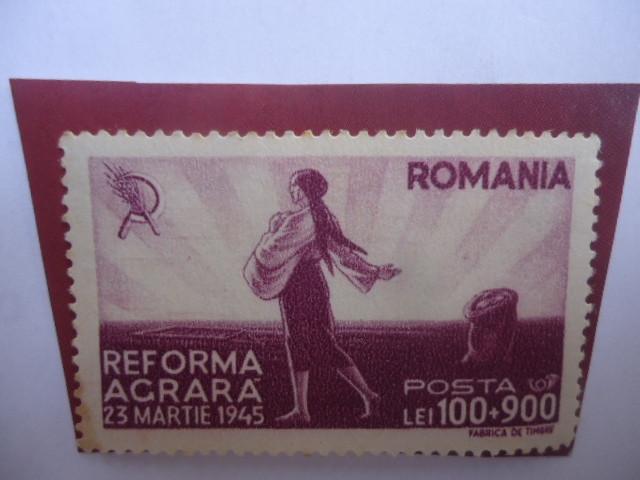 ROMANIA
REFORMA
AGRARĂ
23 MARTIE 1945
POSTA
LEI 100+900
FABRICA DE TIMBRE